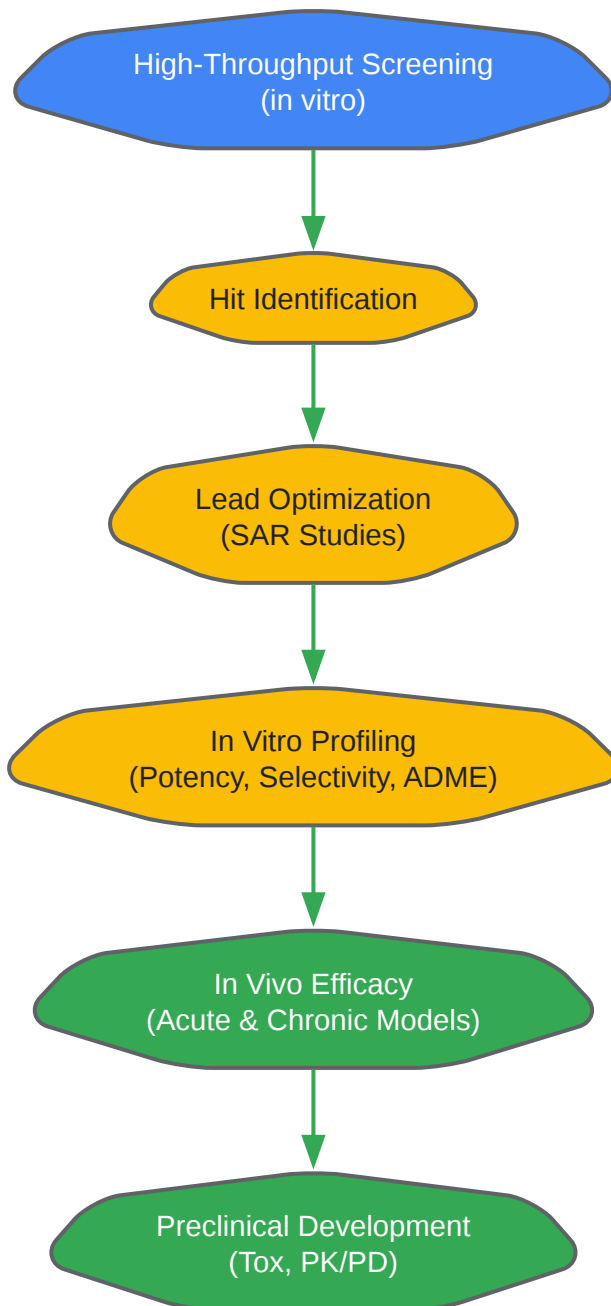 High-Throughput Screening
(in vitro)
Hit Identification
Lead Optimization
(SAR Studies)
In Vitro Profiling
(Potency, Selectivity, ADME)
In Vivo Efficacy
(Acute & Chronic Models)
Preclinical Development
(Tox, PK/PD)